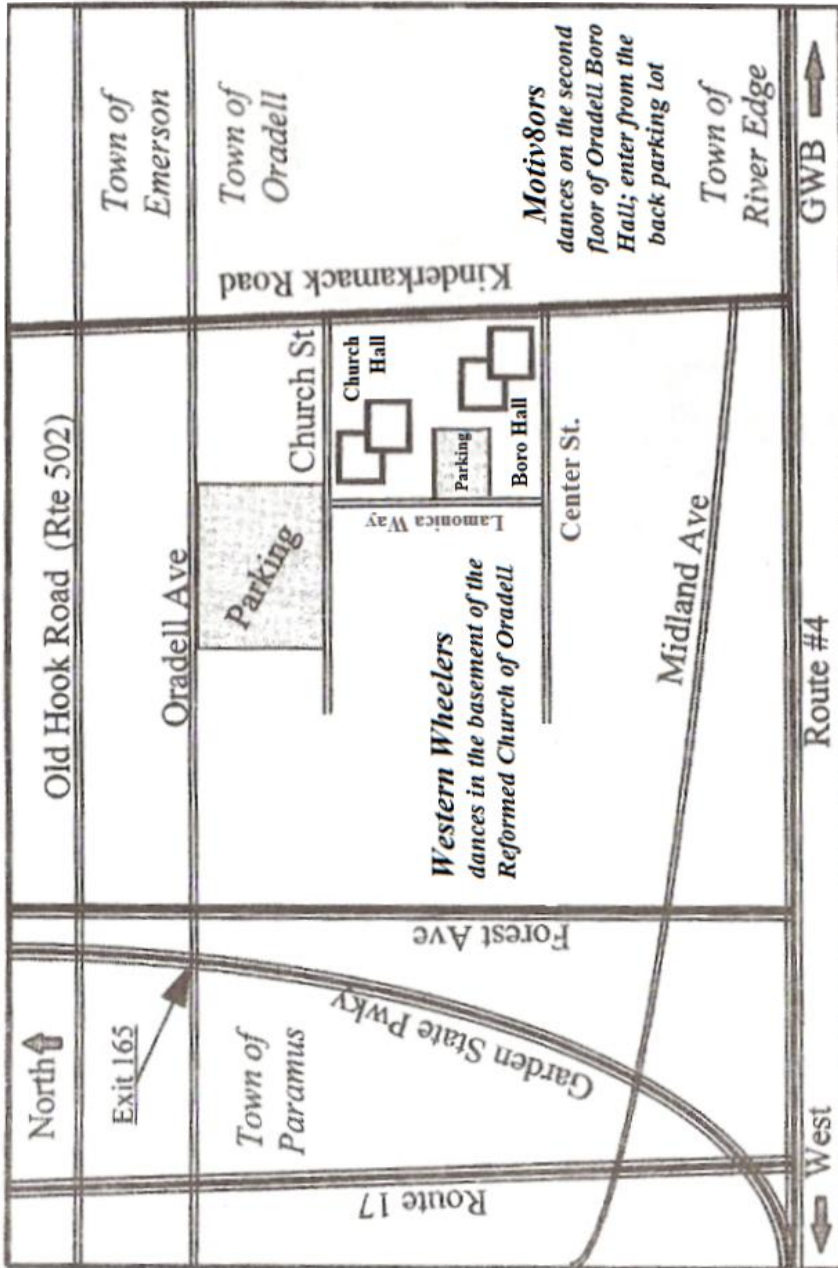 North
Old Hook Road (Rte 502)
Exit 165
Town of
Emerson
Oradell Ave
Town of
Paramus
Parking
Town of
Oradell
Church St
Kinderkamack Road
Church
Hall
Garden State Pwky
Route 17
Forest Ave
Lamonica Way
Parking
Boro Hall
Western Wheelers
dances in the basement of the
Reformed Church of Oradell
Center St.
Motiv8ors
dances on the second
floor of Oradell Boro
Hall; enter from the
back parking lot
Midland Ave
Town of
River Edge
West
Route #4
GWB